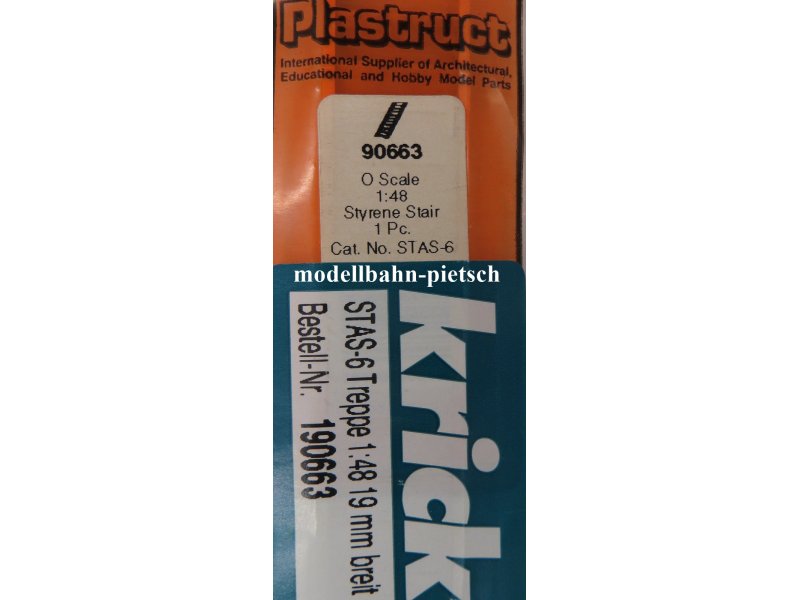 Plastruct
International Supplier of Architectural,
Educational and Hobby Model Parts
90663
O Scale
1:48
Styrene Stair
1 Pc.
Cat. No. STAS-6
modellbahn-pietsch
krick
STAS-6 Treppe 1:48 19 mm breit
Bestell-Nr. 190663